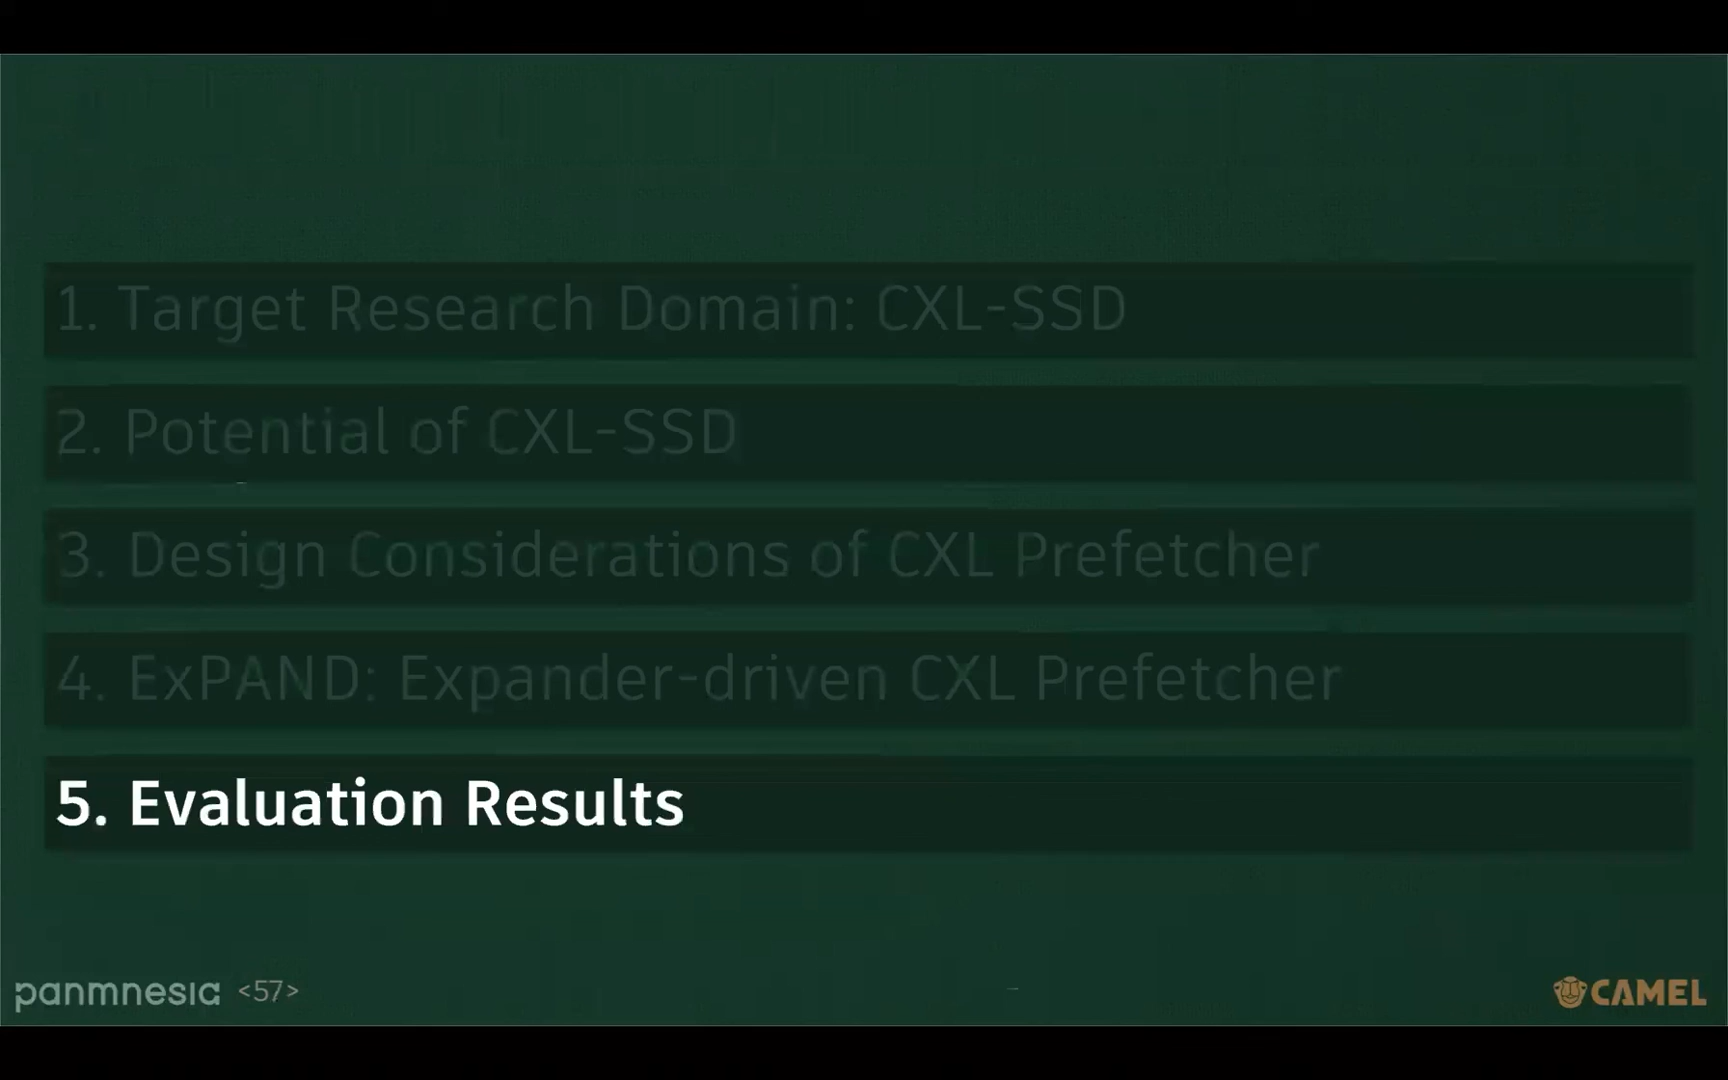 1. Target Research Domain: CXL-SSD
2. Potential of CXL-SSD
3. Design Considerations of CXL Prefetcher
4. ExPAND: Expander-driven CXL Prefetcher
5. Evaluation Results
panmnesia <57>
CAMEL